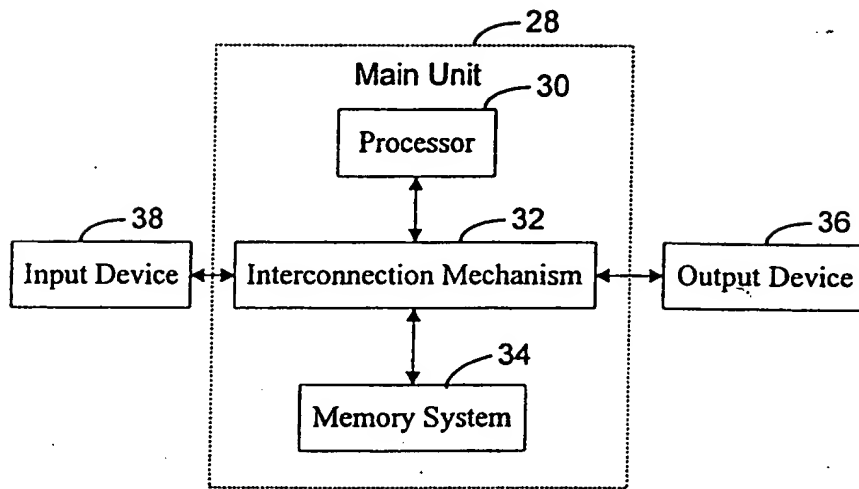 28
Main Unit
30
Processor
38
32
36
Input Device
Interconnection Mechanism
Output Device
34
Memory System